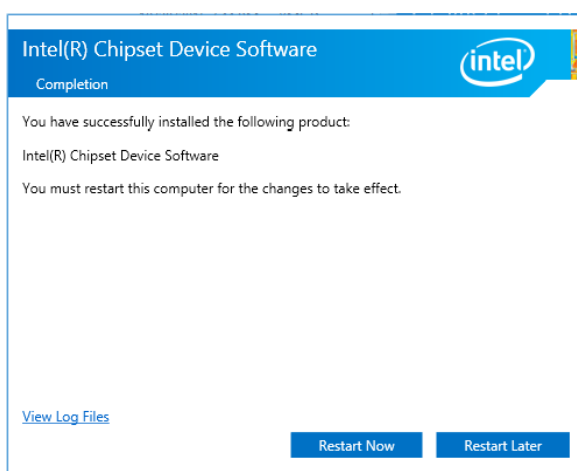 Intel(R) Chipset Device Software
intel
Completion
You have successfully installed the following product:
Intel(R) Chipset Device Software
You must restart this computer for the changes to take effect.
View Log Files
Restart Now
Restart Later